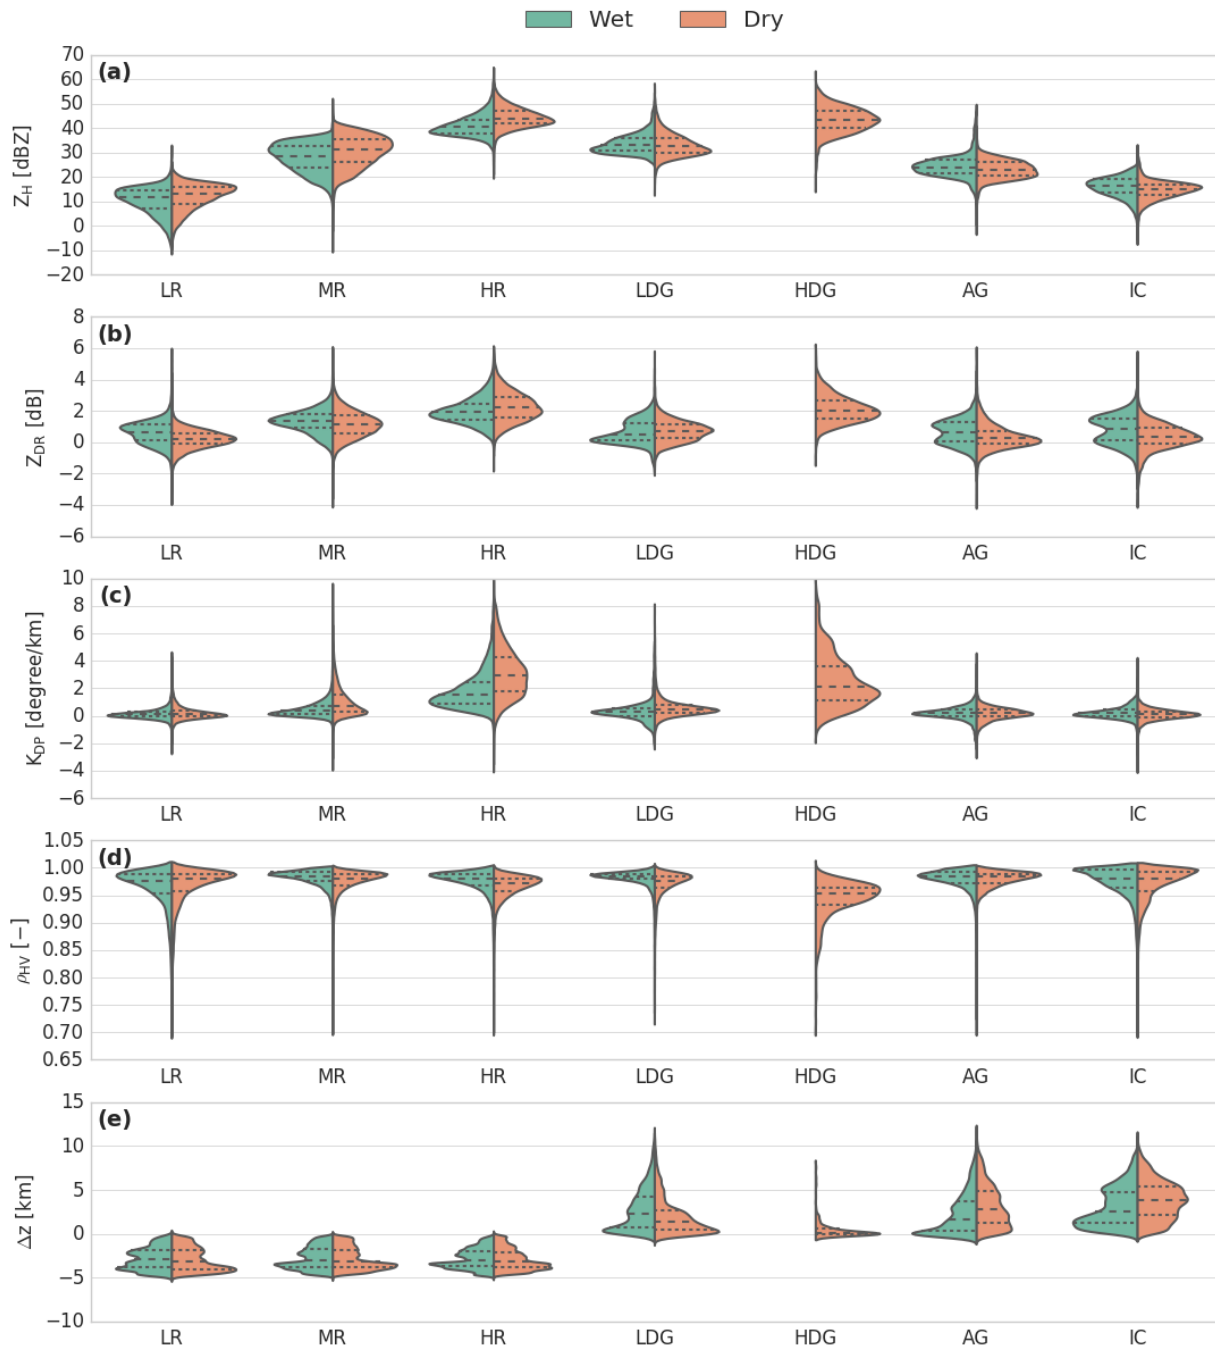 Wet Dry
(a)
Z_H [dBZ]
70
60
50
40
30
20
10
0
−10
−20
LR MR HR LDG HDG AG IC
(b)
Z_DR [dB]
8
6
4
2
0
−2
−4
−6
LR MR HR LDG HDG AG IC
(c)
K_DP [degree/km]
10
8
6
4
2
0
−2
−4
−6
LR MR HR LDG HDG AG IC
(d)
ρ_HV [−]
1.05
1.00
0.95
0.90
0.85
0.80
0.75
0.70
0.65
LR MR HR LDG HDG AG IC
(e)
Δz [km]
15
10
5
0
−5
−10
LR MR HR LDG HDG AG IC